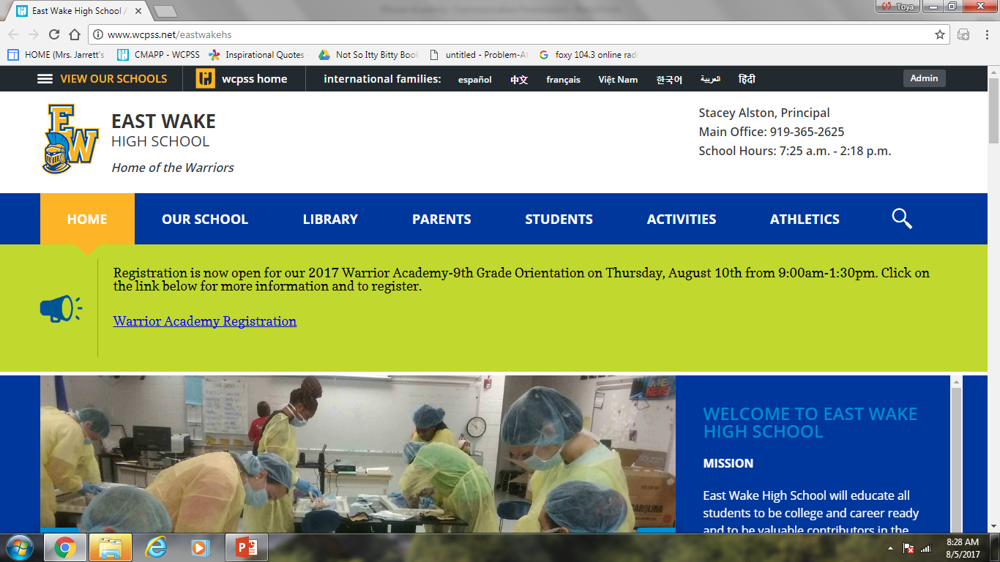 East Wake High School /
Toya
www.wcpss.net/eastwakehs
HOME (Mrs. Jarrett's
CMAPP - WCPSS
Inspirational Quotes
Not So Itty Bitty Book
untitled - Problem-At
foxy 104.3 online radi
VIEW OUR SCHOOLS
wcpss home
international families:
español
中文
français
Việt Nam
한국어
العربية
हिंदी
Admin
EW
EAST WAKE
HIGH SCHOOL
Home of the Warriors
Stacey Alston, Principal
Main Office: 919-365-2625
School Hours: 7:25 a.m. - 2:18 p.m.
HOME
OUR SCHOOL
LIBRARY
PARENTS
STUDENTS
ACTIVITIES
ATHLETICS
Registration is now open for our 2017 Warrior Academy-9th Grade Orientation on Thursday, August 10th from 9:00am-1:30pm. Click on
the link below for more information and to register.
Warrior Academy Registration
WELCOME TO EAST WAKE
HIGH SCHOOL
MISSION
East Wake High School will educate all
students to be college and career ready
and to be valuable contributors in the
NEWS
CAROLINA
8:28 AM
8/5/2017